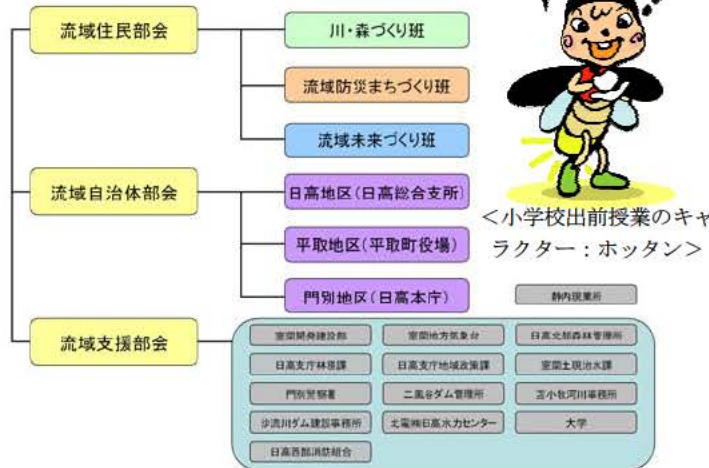 流域住民部会
川・森づくり班
流域防災まちづくり班
流域未来づくり班
流域自治体部会
日高地区(日高総合支所)
平取地区(平取町役場)
門別地区(日高本庁)
＜小学校出前授業のキャ
ラクター：ホッタン＞
静内現業所
流域支援部会
室蘭開発建設部
室蘭地方気象台
日高北部森林管理所
日高支庁林務課
日高支庁地域政策課
室蘭土現治水課
門別警察署
二風谷ダム管理所
苫小牧河川事務所
沙流川ダム建設事務所
北電㈱日高水力センター
大学
日高西部消防組合